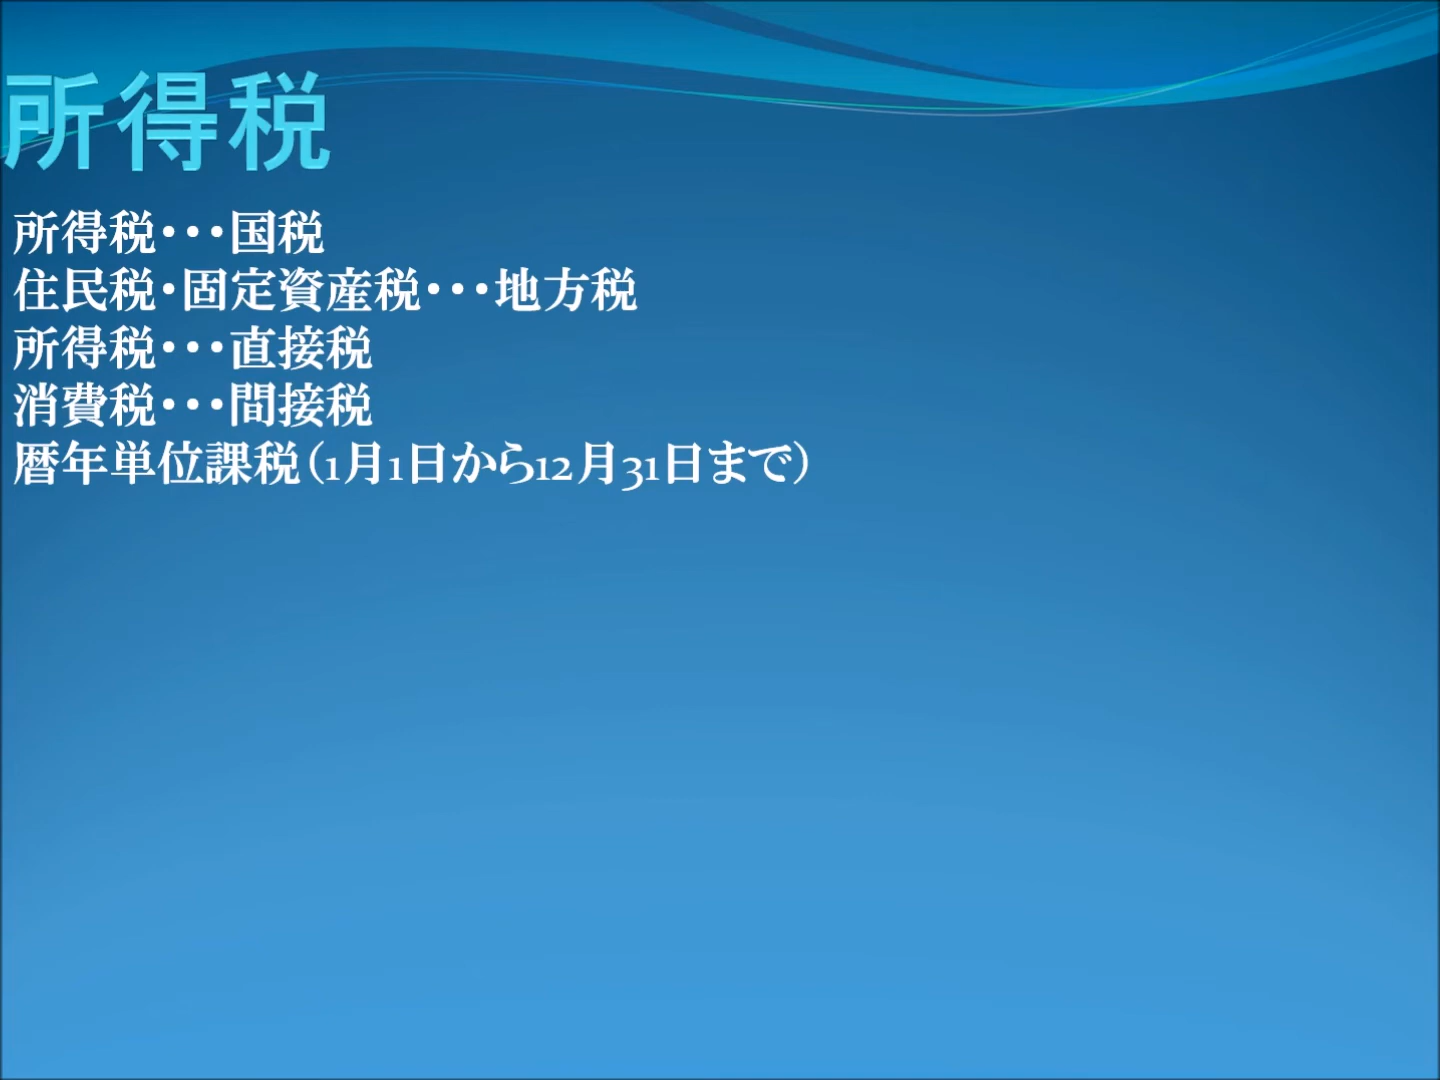 所得税
所得税・・・国税
住民税・固定資産税・・・地方税
所得税・・・直接税
消費税・・・間接税
暦年単位課税（1月1日から12月31日まで）